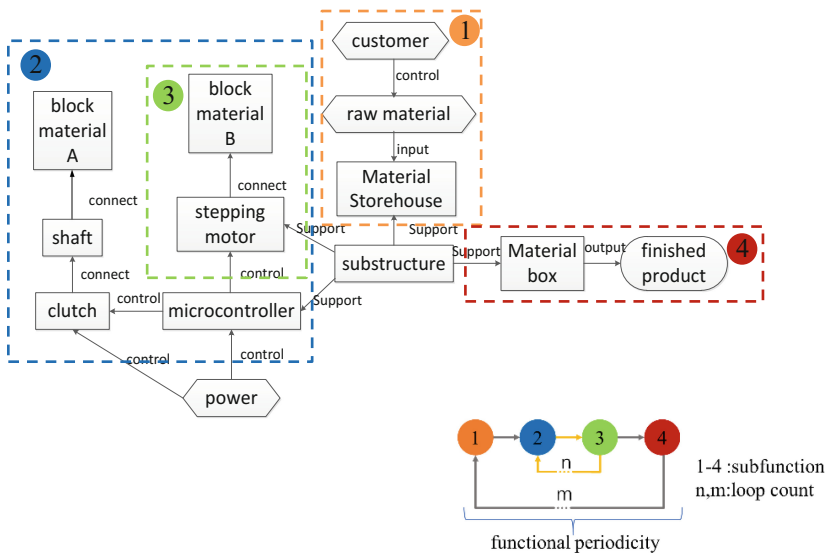 customer
1
control
raw material
input
Material
Storehouse
Support
2
block
material
A
connect
shaft
connect
clutch
control
3
block
material
B
connect
stepping
motor
Support
control
microcontroller
Support
substructure
Support
Material
box
output
finished
product
4
control
control
power
1
2
3
4
n
m
1-4 :subfunction
n,m:loop count
functional periodicity